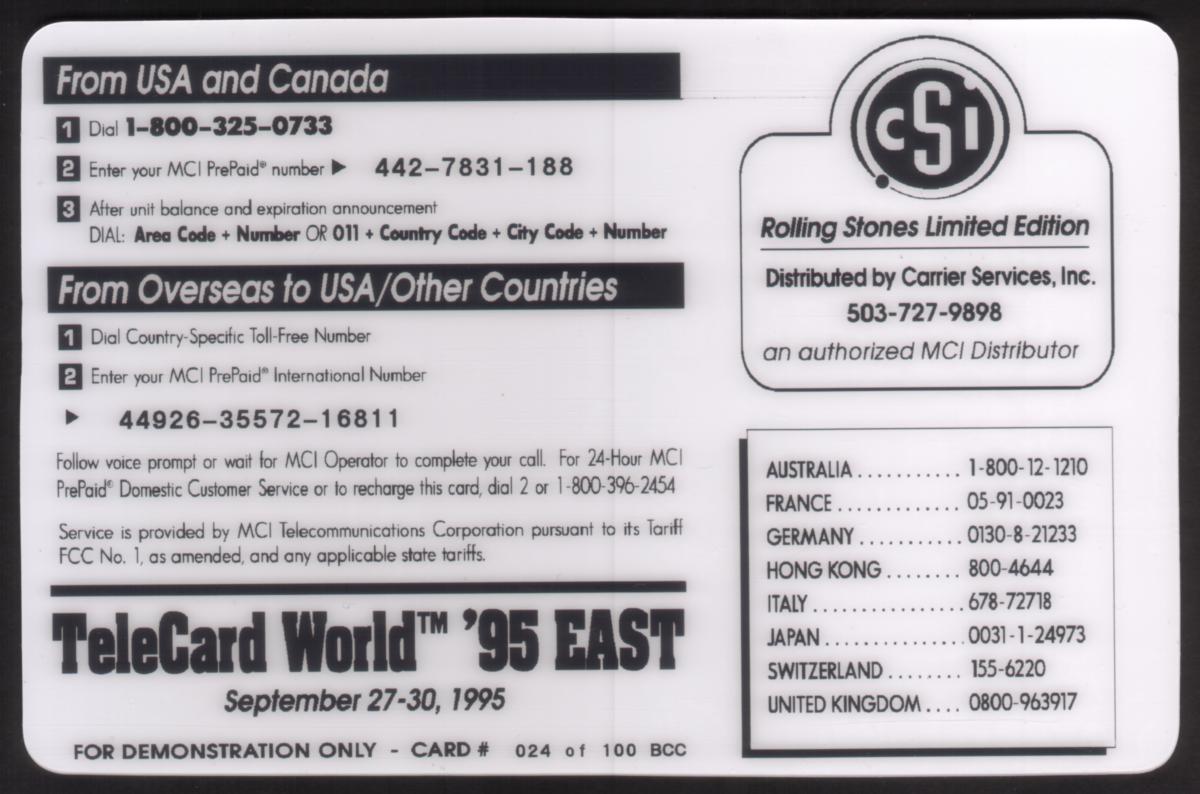 From USA and Canada
1 Dial 1-800-325-0733
2 Enter your MCI PrePaid® number ▶ 442-7831-188
3 After unit balance and expiration announcement
DIAL: Area Code + Number OR 011 + Country Code + City Code + Number
From Overseas to USA/Other Countries
1 Dial Country-Specific Toll-Free Number
2 Enter your MCI PrePaid® International Number
▶ 44926-35572-16811
Follow voice prompt or wait for MCI Operator to complete your call. For 24-Hour MCI
PrePaid® Domestic Customer Service or to recharge this card, dial 2 or 1-800-396-2454
Service is provided by MCI Telecommunications Corporation pursuant to its Tariff
FCC No. 1, as amended, and any applicable state tariffs.
TeleCard World™ '95 EAST
September 27-30, 1995
FOR DEMONSTRATION ONLY - CARD # 024 of 100 BCC
cSi
Rolling Stones Limited Edition
Distributed by Carrier Services, Inc.
503-727-9898
an authorized MCI Distributor
AUSTRALIA ........... 1-800-12-1210
FRANCE ............. 05-91-0023
GERMANY ........... 0130-8-21233
HONG KONG ........ 800-4644
ITALY ................ 678-72718
JAPAN ............... 0031-1-24973
SWITZERLAND ........ 155-6220
UNITED KINGDOM .... 0800-963917